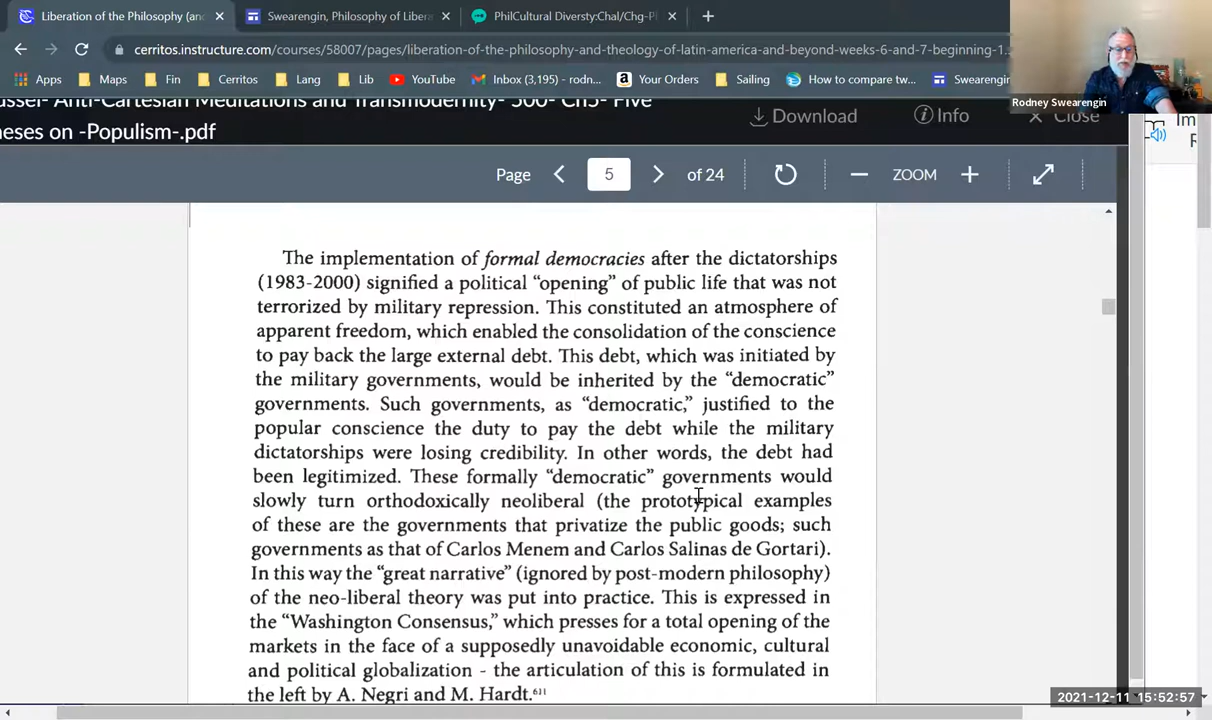 Liberation of the Philosophy (an
Swearengin, Philosophy of Libera
PhilCultural Diversty:Chal/Chg-P
cerritos.instructure.com/courses/58007/pages/liberation-of-the-philosophy-and-theology-of-latin-america-and-beyond-weeks-6-and-7-beginning-1
Apps Maps Fin Cerritos Lang Lib YouTube Inbox (3,195) - rodn... Your Orders Sailing How to compare tw... Swearengin
Rodney Swearengin
ussel- Anti-Cartesian Meditations and Transmodernity- 300- Ch5- Five
heses on -Populism-.pdf
Download Info Close
Page 5 of 24 ZOOM
The implementation of formal democracies after the dictatorships
(1983-2000) signified a political “opening” of public life that was not
terrorized by military repression. This constituted an atmosphere of
apparent freedom, which enabled the consolidation of the conscience
to pay back the large external debt. This debt, which was initiated by
the military governments, would be inherited by the “democratic”
governments. Such governments, as “democratic,” justified to the
popular conscience the duty to pay the debt while the military
dictatorships were losing credibility. In other words, the debt had
been legitimized. These formally “democratic” governments would
slowly turn orthodoxically neoliberal (the prototypical examples
of these are the governments that privatize the public goods; such
governments as that of Carlos Menem and Carlos Salinas de Gortari).
In this way the “great narrative” (ignored by post-modern philosophy)
of the neo-liberal theory was put into practice. This is expressed in
the “Washington Consensus,” which presses for a total opening of the
markets in the face of a supposedly unavoidable economic, cultural
and political globalization - the articulation of this is formulated in
the left by A. Negri and M. Hardt.⁶¹¹
2021-12-11 15:52:57